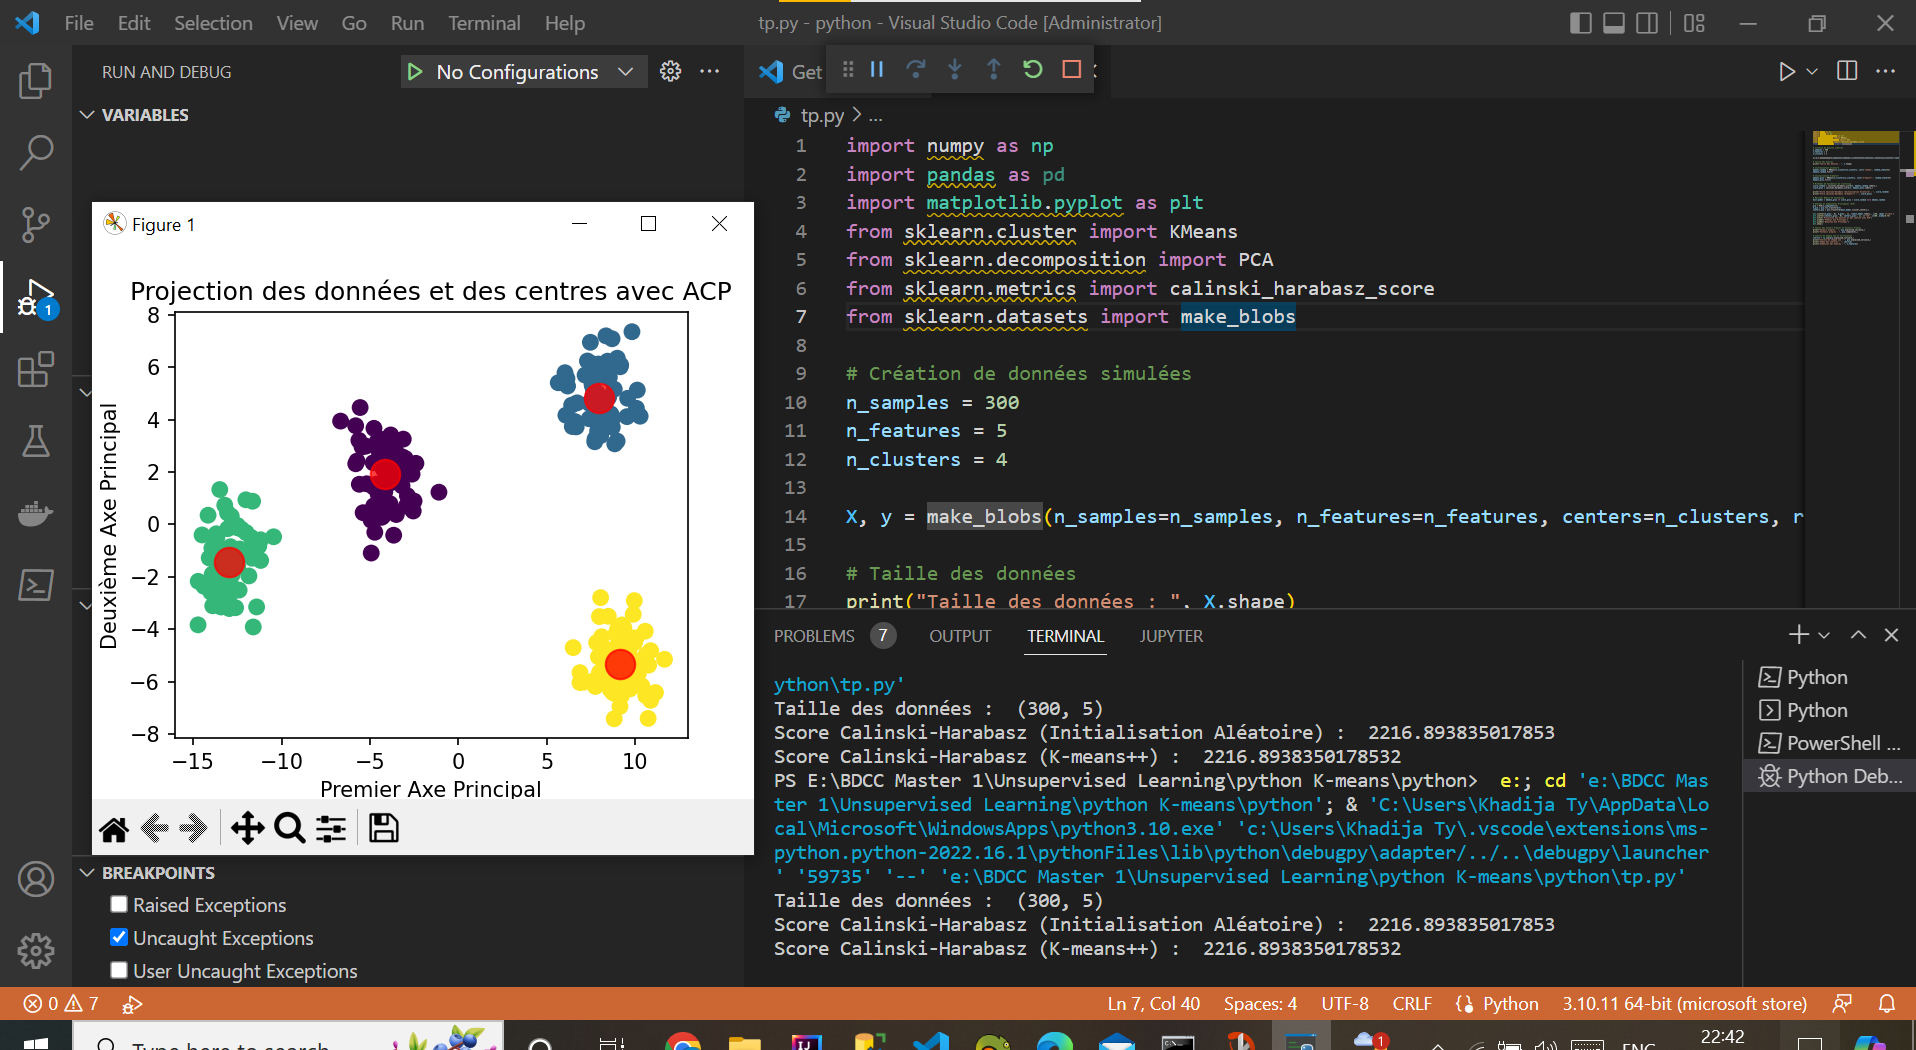 File Edit Selection View Go Run Terminal Help
tp.py - python - Visual Studio Code [Administrator]
RUN AND DEBUG
No Configurations
VARIABLES
Get
tp.py > ...
1 import numpy as np
2 import pandas as pd
3 import matplotlib.pyplot as plt
4 from sklearn.cluster import KMeans
5 from sklearn.decomposition import PCA
6 from sklearn.metrics import calinski_harabasz_score
7 from sklearn.datasets import make_blobs
8
9 # Création de données simulées
10 n_samples = 300
11 n_features = 5
12 n_clusters = 4
13
14 X, y = make_blobs(n_samples=n_samples, n_features=n_features, centers=n_clusters, r
15
16 # Taille des données
17 print("Taille des données : ", X.shape)
Figure 1
Projection des données et des centres avec ACP
8
6
4
2
0
−2
−4
−6
−8
Deuxième Axe Principal
−15 −10 −5 0 5 10
Premier Axe Principal
BREAKPOINTS
Raised Exceptions
Uncaught Exceptions
User Uncaught Exceptions
1
PROBLEMS 7 OUTPUT TERMINAL JUPYTER
ython\tp.py'
Taille des données :  (300, 5)
Score Calinski-Harabasz (Initialisation Aléatoire) :  2216.893835017853
Score Calinski-Harabasz (K-means++) :  2216.8938350178532
PS E:\BDCC Master 1\Unsupervised Learning\python K-means\python>  e:; cd 'e:\BDCC Mas
ter 1\Unsupervised Learning\python K-means\python'; & 'C:\Users\Khadija Ty\AppData\Lo
cal\Microsoft\WindowsApps\python3.10.exe' 'c:\Users\Khadija Ty\.vscode\extensions\ms-
python.python-2022.16.1\pythonFiles\lib\python\debugpy\adapter/../..\debugpy\launcher
' '59735' '--' 'e:\BDCC Master 1\Unsupervised Learning\python K-means\python\tp.py'
Taille des données :  (300, 5)
Score Calinski-Harabasz (Initialisation Aléatoire) :  2216.893835017853
Score Calinski-Harabasz (K-means++) :  2216.8938350178532
Python
Python
PowerShell ...
Python Deb...
0 7
Ln 7, Col 40 Spaces: 4 UTF-8 CRLF Python 3.10.11 64-bit (microsoft store)
Type here to search
1
ENG
22:42